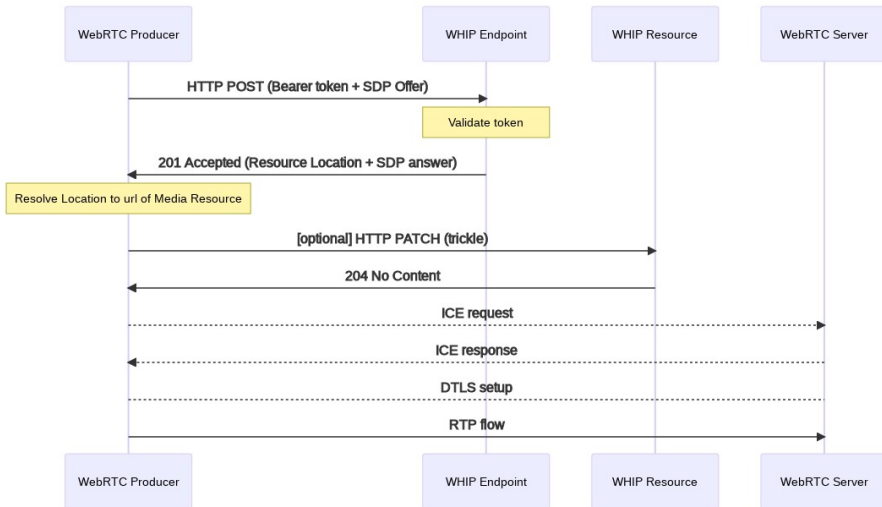 WebRTC Producer
WHIP Endpoint
WHIP Resource
WebRTC Server
HTTP POST (Bearer token + SDP Offer)
Validate token
201 Accepted (Resource Location + SDP answer)
Resolve Location to url of Media Resource
[optional] HTTP PATCH (trickle)
204 No Content
ICE request
ICE response
DTLS setup
RTP flow
WebRTC Producer
WHIP Endpoint
WHIP Resource
WebRTC Server